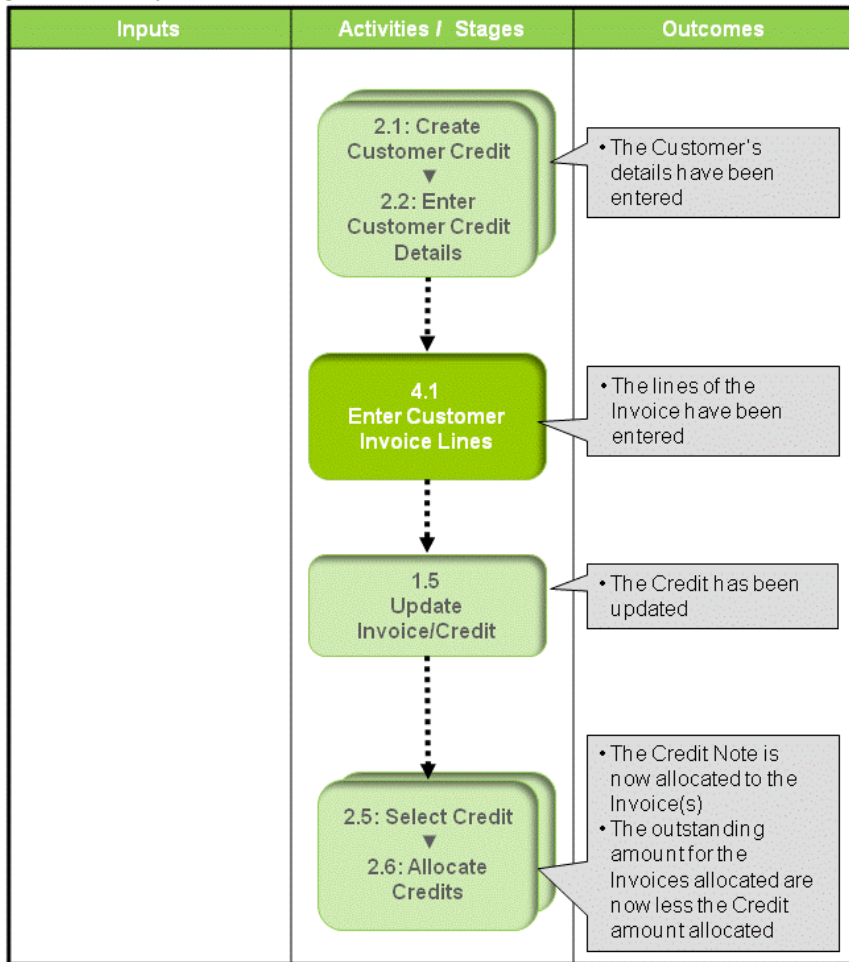 Inputs
Activities / Stages
Outcomes
2.1: Create
Customer Credit
▼
2.2: Enter
Customer Credit
Details
• The Customer's
details have been
entered
4.1
Enter Customer
Invoice Lines
• The lines of the
Invoice have been
entered
1.5
Update
Invoice/Credit
• The Credit has been
updated
2.5: Select Credit
▼
2.6: Allocate
Credits
• The Credit Note is
now allocated to the
Invoice(s)
• The outstanding
amount for the
Invoices allocated are
now less the Credit
amount allocated